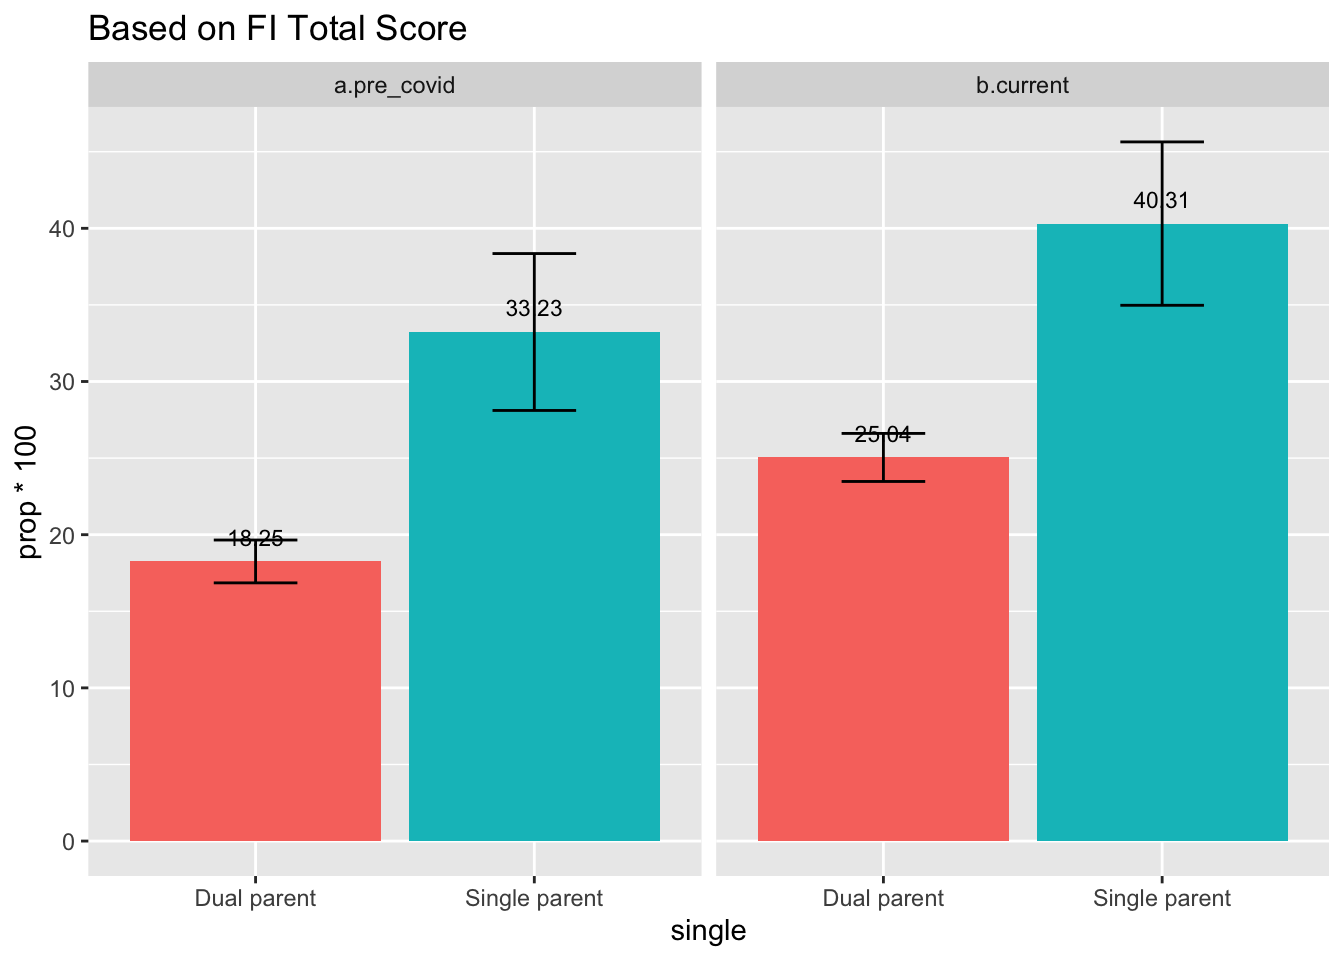 Based on FI Total Score
a.pre_covid
b.current
prop * 100
40
30
20
10
0
18.25
33.23
25.04
40.31
Dual parent
Single parent
Dual parent
Single parent
single